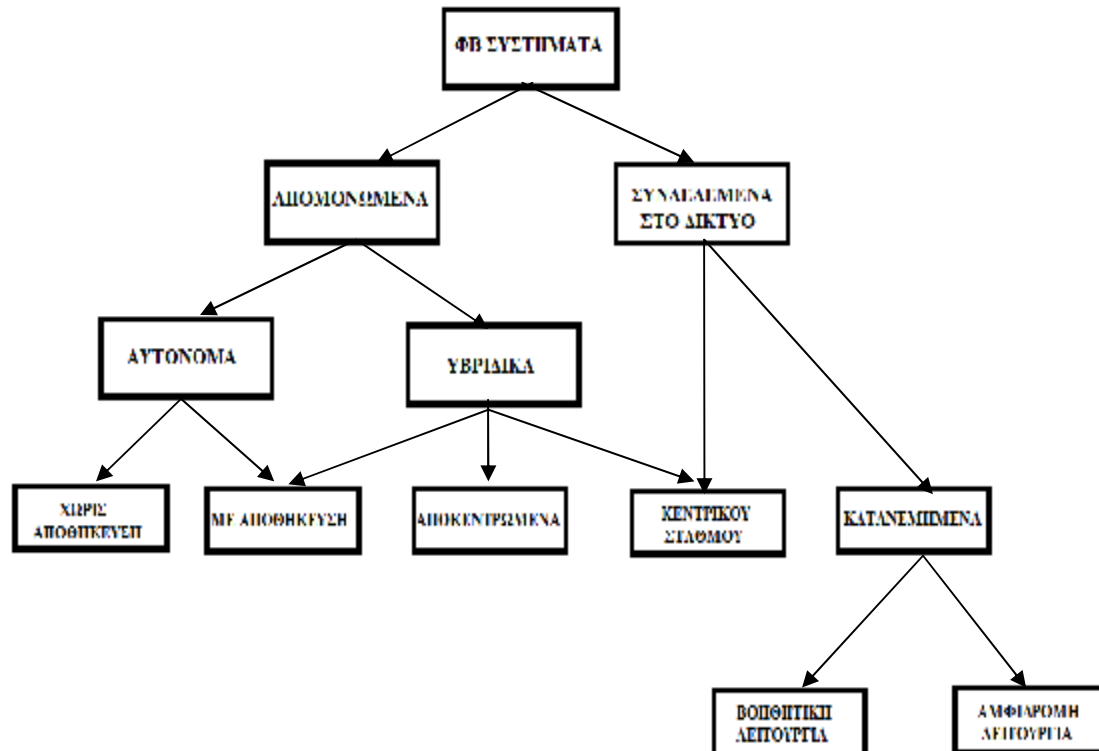 ΦΒ ΣΥΣΤΗΜΑΤΑ
ΑΠΟΜΟΝΩΜΕΝΑ
ΣΥΝΔΕΔΕΜΕΝΑ
ΣΤΟ ΔΙΚΤΥΟ
ΑΥΤΟΝΟΜΑ
ΥΒΡΙΔΙΚΑ
ΧΩΡΙΣ
ΑΠΟΘΗΚΕΥΣΗ
ΜΕ ΑΠΟΘΗΚΕΥΣΗ
ΑΠΟΚΕΝΤΡΩΜΕΝΑ
ΚΕΝΤΡΙΚΟΥ
ΣΤΑΘΜΟΥ
ΚΑΤΑΝΕΜΗΜΕΝΑ
ΒΟΗΘΗΤΙΚΗ
ΛΕΙΤΟΥΡΓΙΑ
ΑΜΦΙΔΡΟΜΗ
ΛΕΙΤΟΥΡΓΙΑ